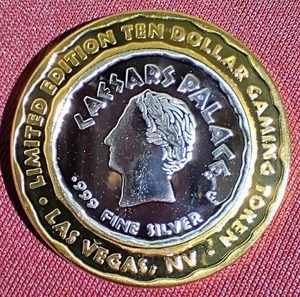 LIMITED EDITION TEN DOLLAR GAMING TOKEN
• LAS VEGAS, NV •
CAESARS PALACE
.999 FINE SILVER